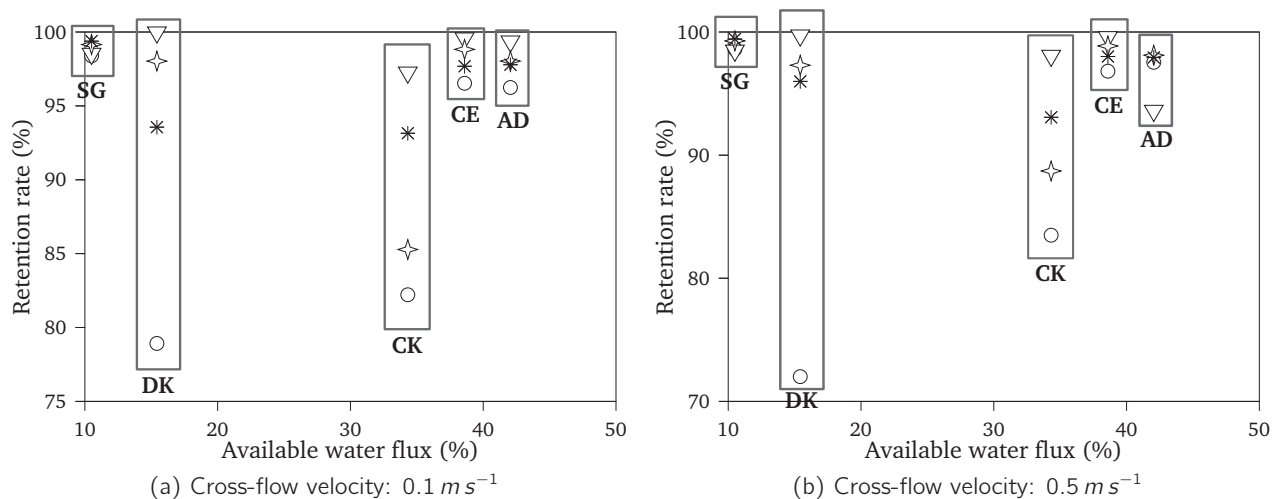 100
95
90
85
80
75
10
20
30
40
50
Retention rate (%)
Available water flux (%)
SG
DK
CK
CE
AD
(a) Cross-flow velocity: 0.1 m s⁻¹
100
90
80
70
10
20
30
40
50
Retention rate (%)
Available water flux (%)
SG
DK
CK
CE
AD
(b) Cross-flow velocity: 0.5 m s⁻¹